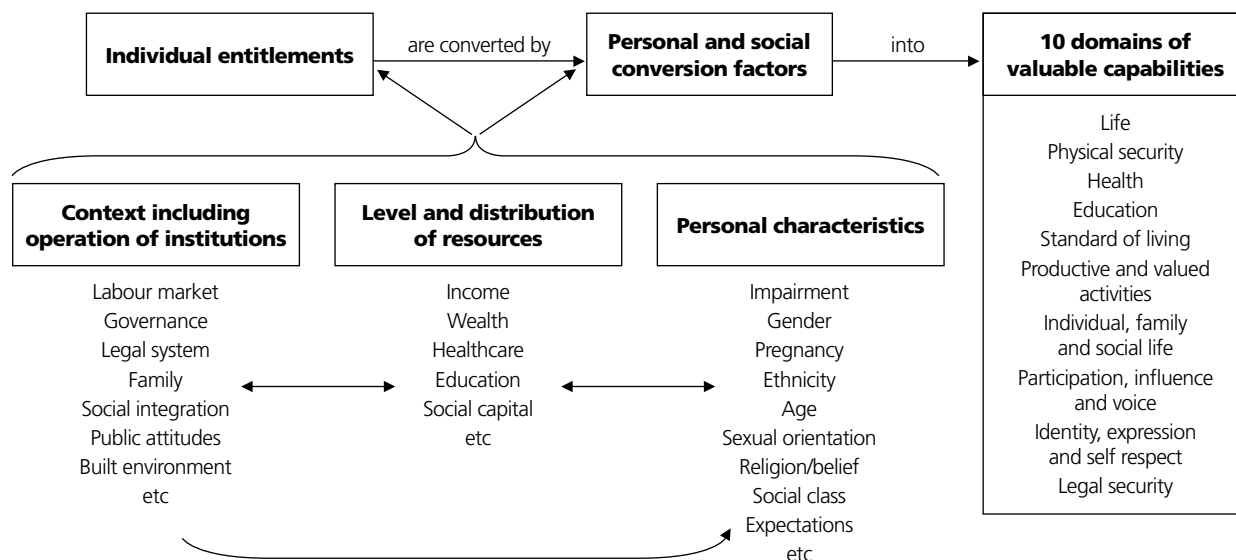 Individual entitlements
are converted by
Personal and social
conversion factors
into
10 domains of
valuable capabilities
Life
Physical security
Health
Education
Standard of living
Productive and valued
activities
Individual, family
and social life
Participation, influence
and voice
Identity, expression
and self respect
Legal security
Context including
operation of institutions
Labour market
Governance
Legal system
Family
Social integration
Public attitudes
Built environment
etc
Level and distribution
of resources
Income
Wealth
Healthcare
Education
Social capital
etc
Personal characteristics
Impairment
Gender
Pregnancy
Ethnicity
Age
Sexual orientation
Religion/belief
Social class
Expectations
etc